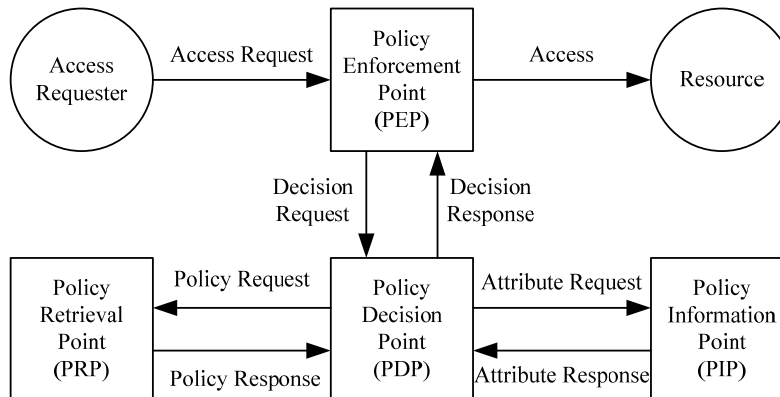 Access
Requester
Access Request
Policy
Enforcement
Point
(PEP)
Access
Resource
Decision
Request
Decision
Response
Policy
Retrieval
Point
(PRP)
Policy Request
Policy Response
Policy
Decision
Point
(PDP)
Attribute Request
Attribute Response
Policy
Information
Point
(PIP)